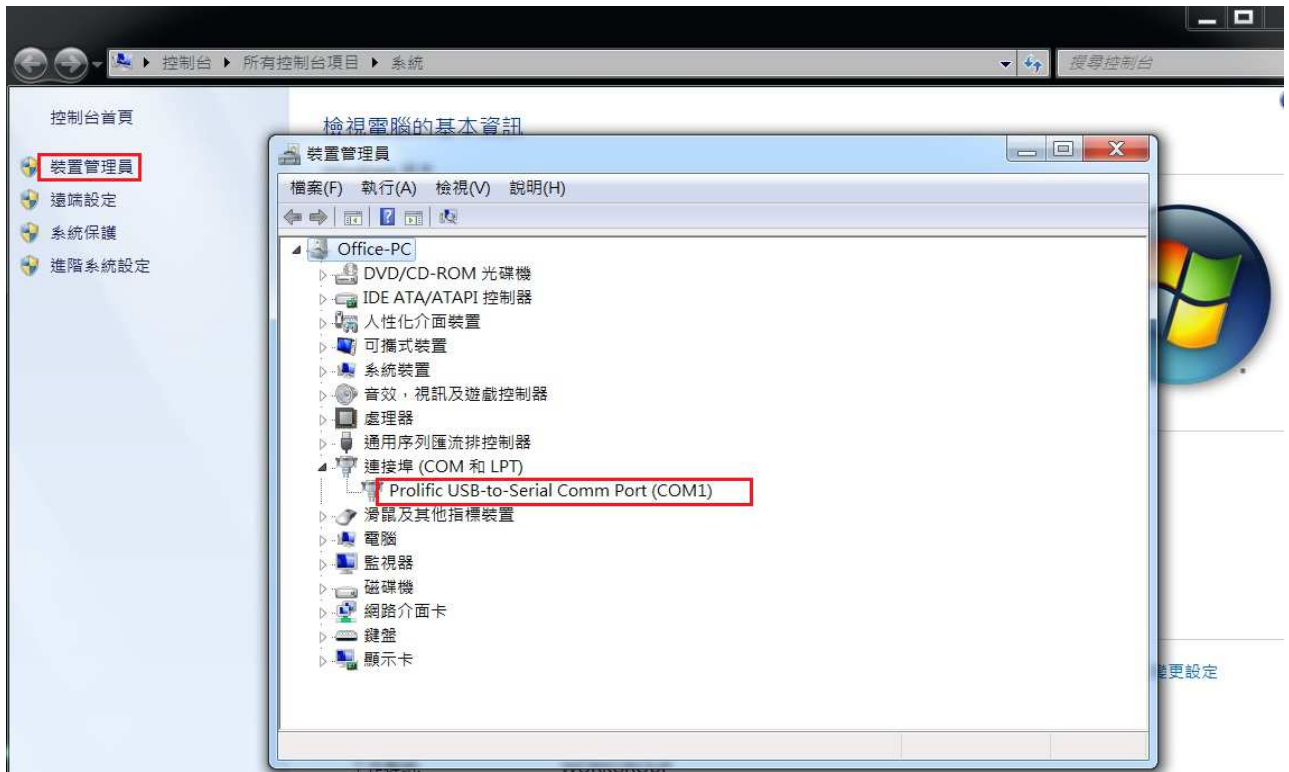 控制台 所有控制台項目 系統
搜尋控制台
控制台首頁
檢視電腦的基本資訊
裝置管理員
裝置管理員
遠端設定
系統保護
進階系統設定
檔案(F) 執行(A) 檢視(V) 說明(H)
Office-PC
DVD/CD-ROM 光碟機
IDE ATA/ATAPI 控制器
人性化介面裝置
可攜式裝置
系統裝置
音效，視訊及遊戲控制器
處理器
通用序列匯流排控制器
連接埠 (COM 和 LPT)
Prolific USB-to-Serial Comm Port (COM1)
滑鼠及其他指標裝置
電腦
監視器
磁碟機
網路介面卡
鍵盤
顯示卡
變更設定